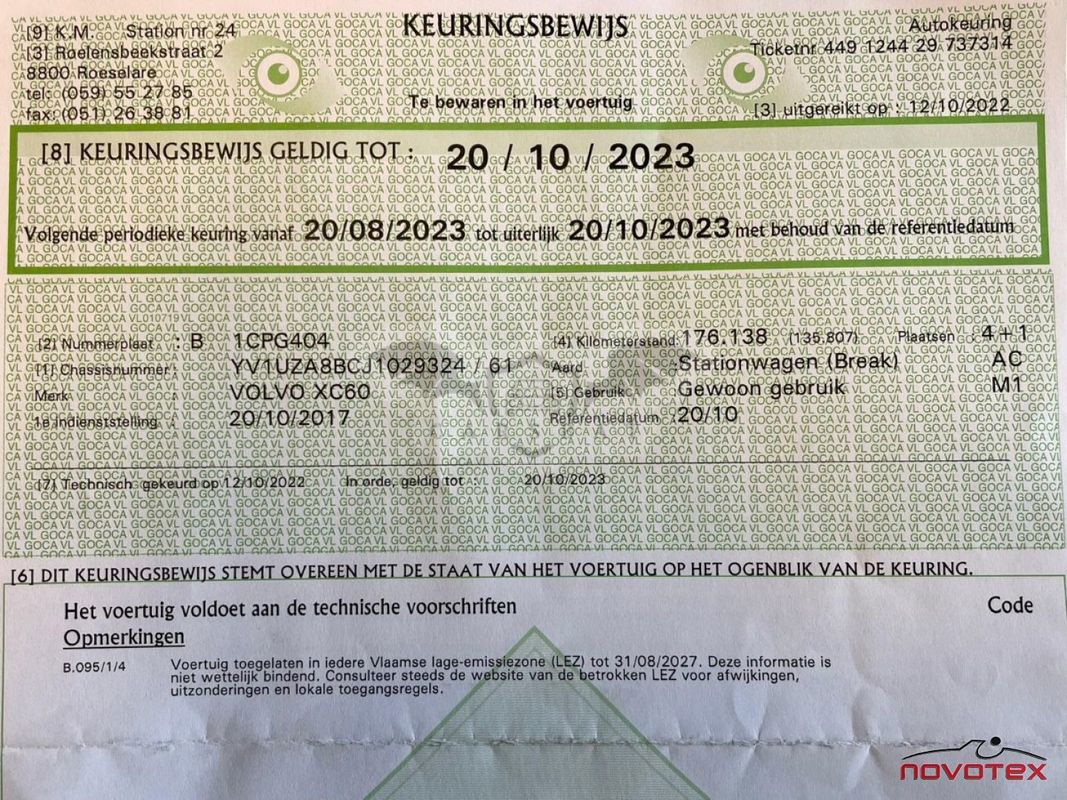 KEURINGSBEWIJS
[9] K.M. Station nr 24
Autokeuring
[3] Roelensbeekstraat 2
Ticketnr 449 1244 29 737314
8800 Roeselare
tel: (059) 55 27 85
Te bewaren in het voertuig
fax: (051) 26 38 81
[3] uitgereikt op : 12/10/2022
[8] KEURINGSBEWIJS GELDIG TOT : 20 / 10 / 2023
Volgende periodieke keuring vanaf 20/08/2023 tot uiterlijk 20/10/2023 met behoud van de referentiedatum
[2] Nummerplaat : B 1CPG404 [4] Kilometerstand: 176.138 (135.807) Plaatsen : 4+1
[1] Chassisnummer : YV1UZA8BCJ1029324 / 61 Aard :Stationwagen (Break) AC
Merk : VOLVO XC60 [5] Gebruik : Gewoon gebruik M1
1e indienststelling : 20/10/2017 Referentiedatum :20/10
[7] Technisch gekeurd op 12/10/2022 In orde, geldig tot : 20/10/2023
[6] DIT KEURINGSBEWIJS STEMT OVEREEN MET DE STAAT VAN HET VOERTUIG OP HET OGENBLIK VAN DE KEURING.
Het voertuig voldoet aan de technische voorschriften Code
Opmerkingen
B.095/1/4 Voertuig toegelaten in iedere Vlaamse lage-emissiezone (LEZ) tot 31/08/2027. Deze informatie is
niet wettelijk bindend. Consulteer steeds de website van de betrokken LEZ voor afwijkingen,
uitzonderingen en lokale toegangsregels.
NOVOTEX